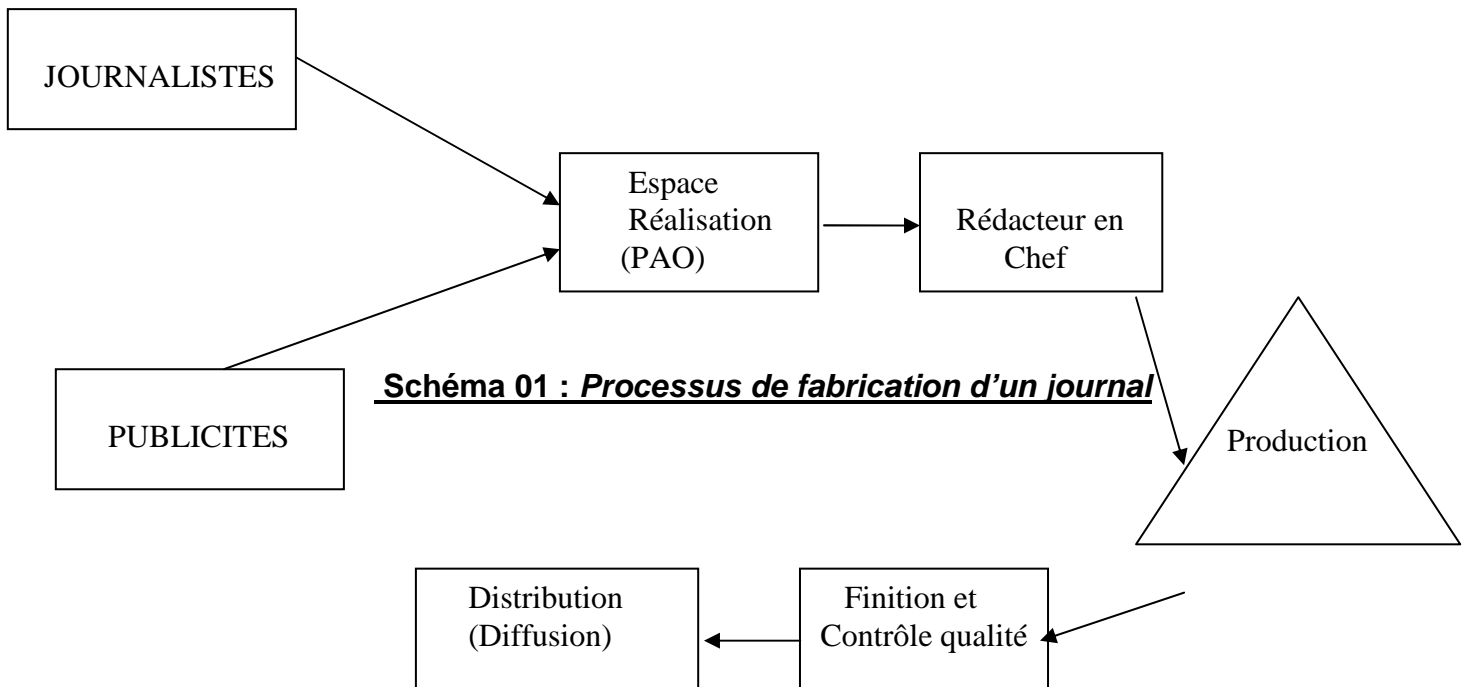 JOURNALISTES
Espace
Réalisation
(PAO)
Rédacteur en
Chef
Schéma 01 : Processus de fabrication d’un journal
PUBLICITES
Production
Distribution
(Diffusion)
Finition et
Contrôle qualité